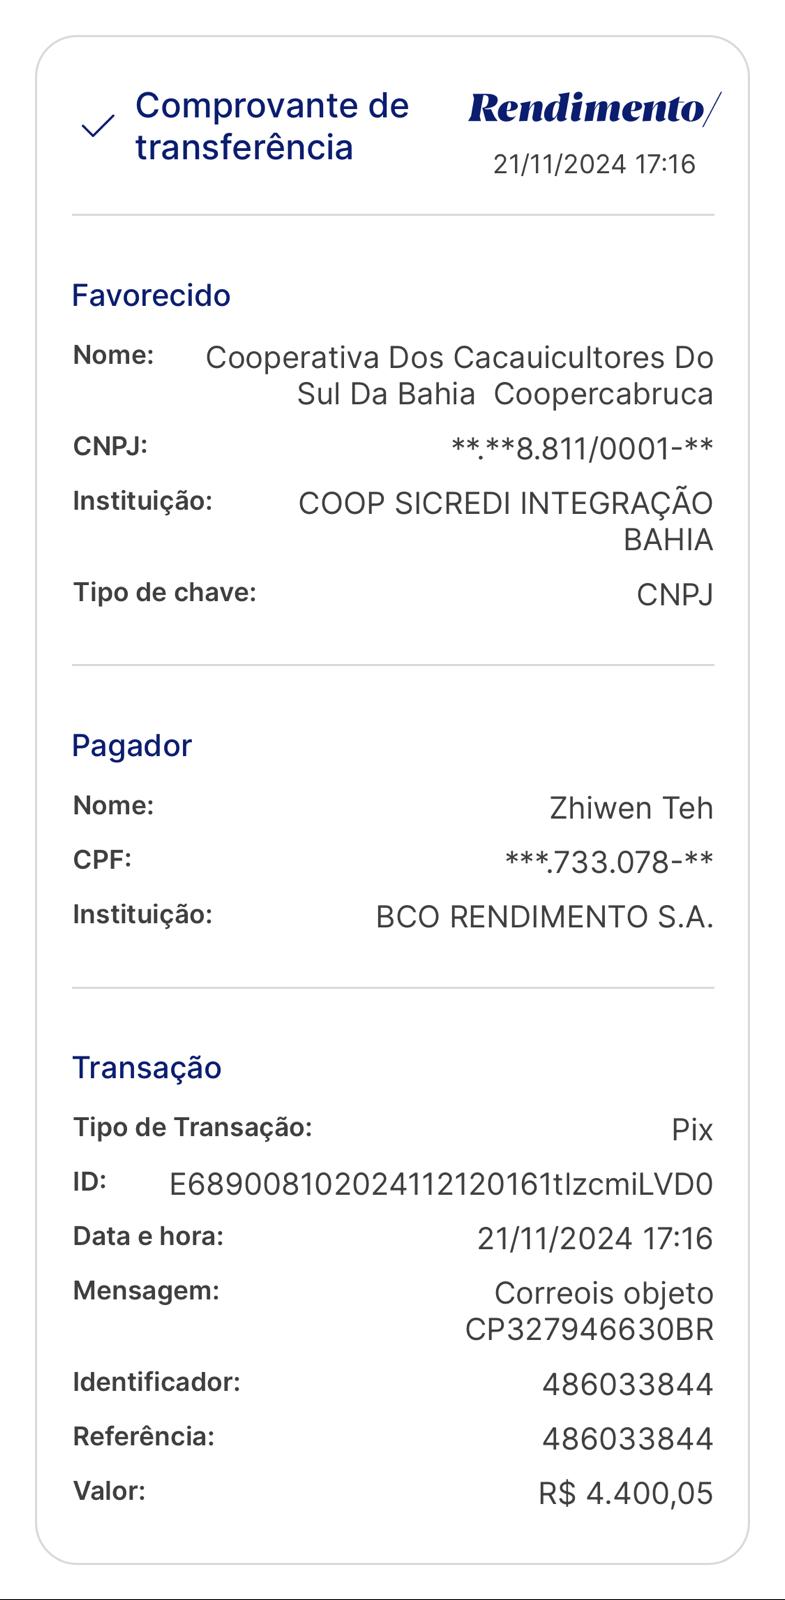 Comprovante de
transferência
Rendimento/
21/11/2024 17:16
Favorecido
Nome: Cooperativa Dos Cacauicultores Do
Sul Da Bahia  Coopercabruca
CNPJ: **.**8.811/0001-**
Instituição: COOP SICREDI INTEGRAÇÃO
BAHIA
Tipo de chave: CNPJ
Pagador
Nome: Zhiwen Teh
CPF: ***.733.078-**
Instituição: BCO RENDIMENTO S.A.
Transação
Tipo de Transação: Pix
ID: E689008102024112120161tIzcmiLVD0
Data e hora: 21/11/2024 17:16
Mensagem: Correois objeto
CP327946630BR
Identificador: 486033844
Referência: 486033844
Valor: R$ 4.400,05